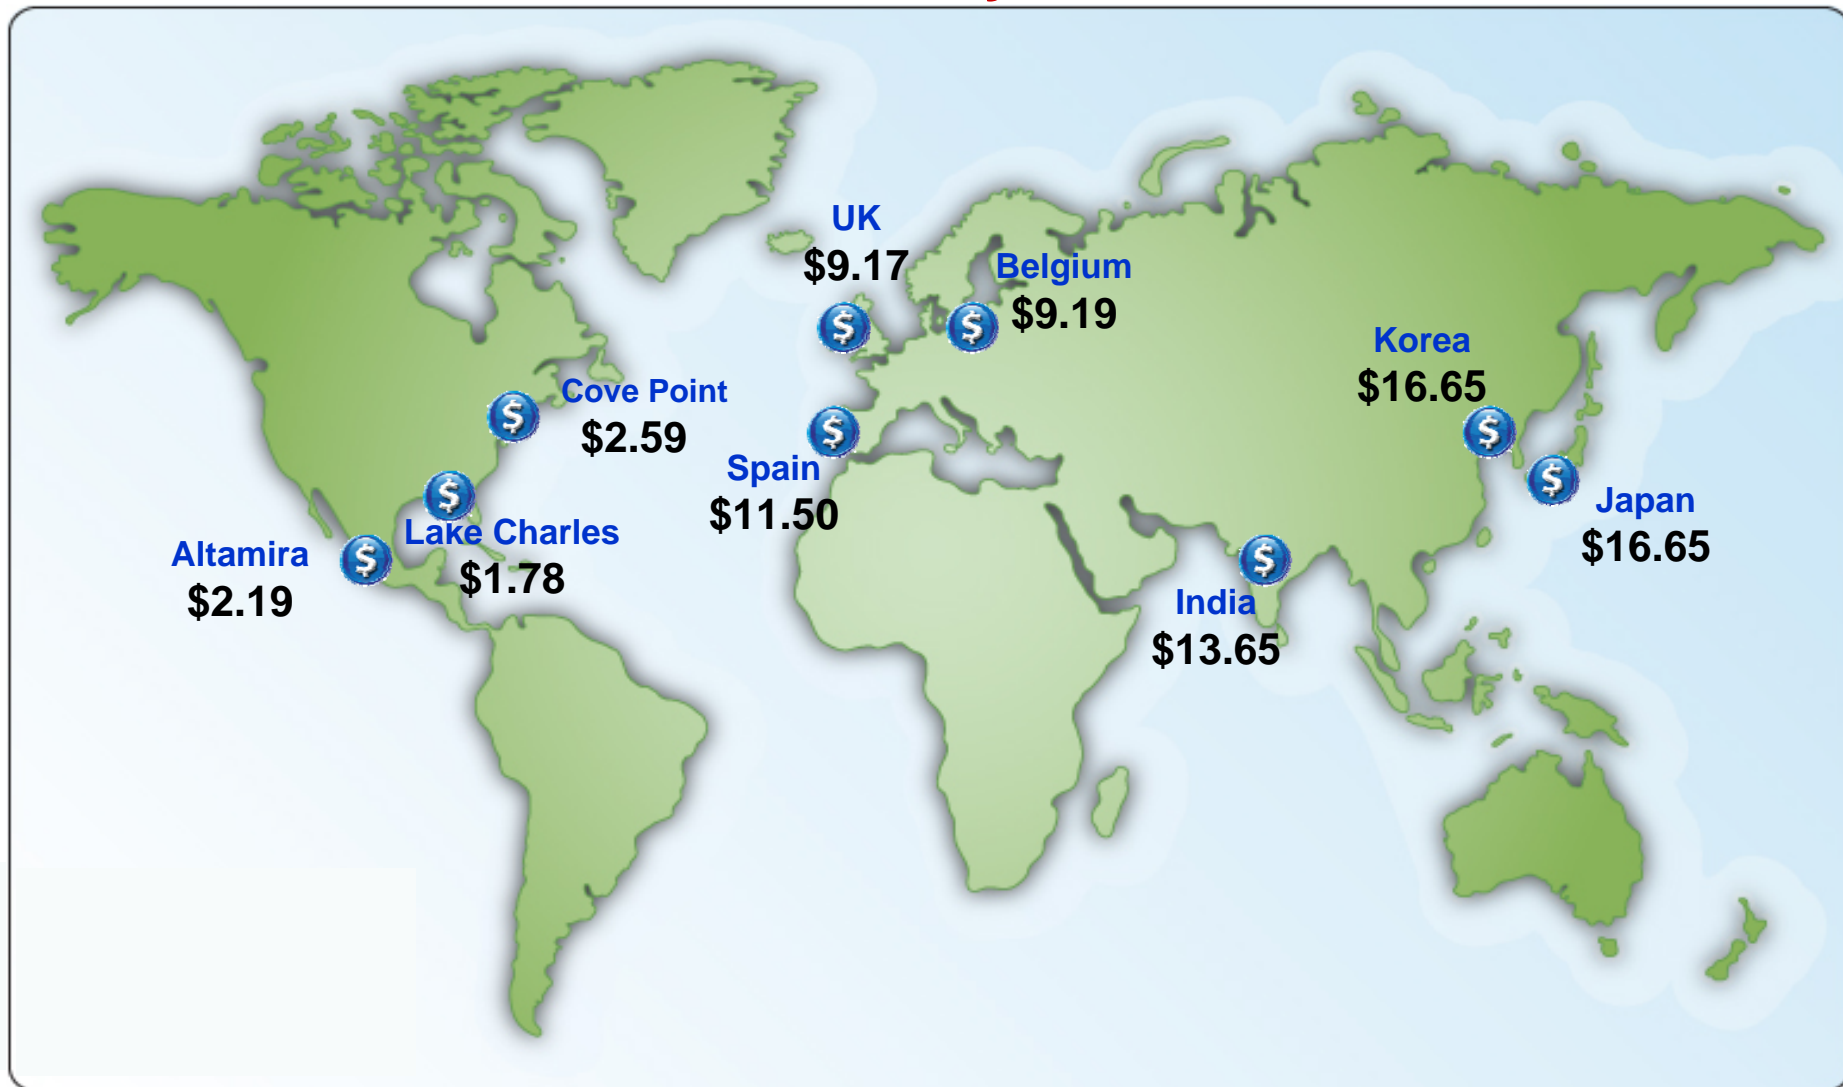 UK
$9.17
Belgium
$9.19
Korea
$16.65
Cove Point
$2.59
Spain
$11.50
Japan
$16.65
Lake Charles
$1.78
Altamira
$2.19
India
$13.65